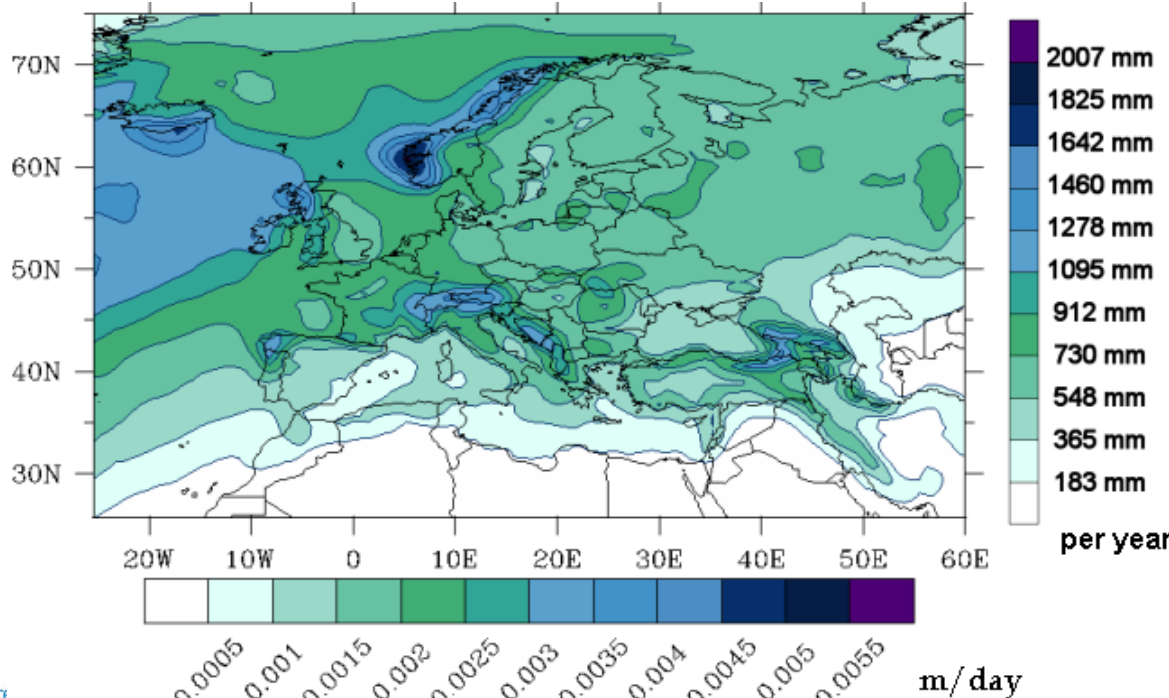 70N
60N
50N
40N
30N
20W 10W 0 10E 20E 30E 40E 50E 60E
2007 mm
1825 mm
1642 mm
1460 mm
1278 mm
1095 mm
912 mm
730 mm
548 mm
365 mm
183 mm
per year
0.0005 0.001 0.0015 0.002 0.0025 0.003 0.0035 0.004 0.0045 0.005 0.0055
m/day